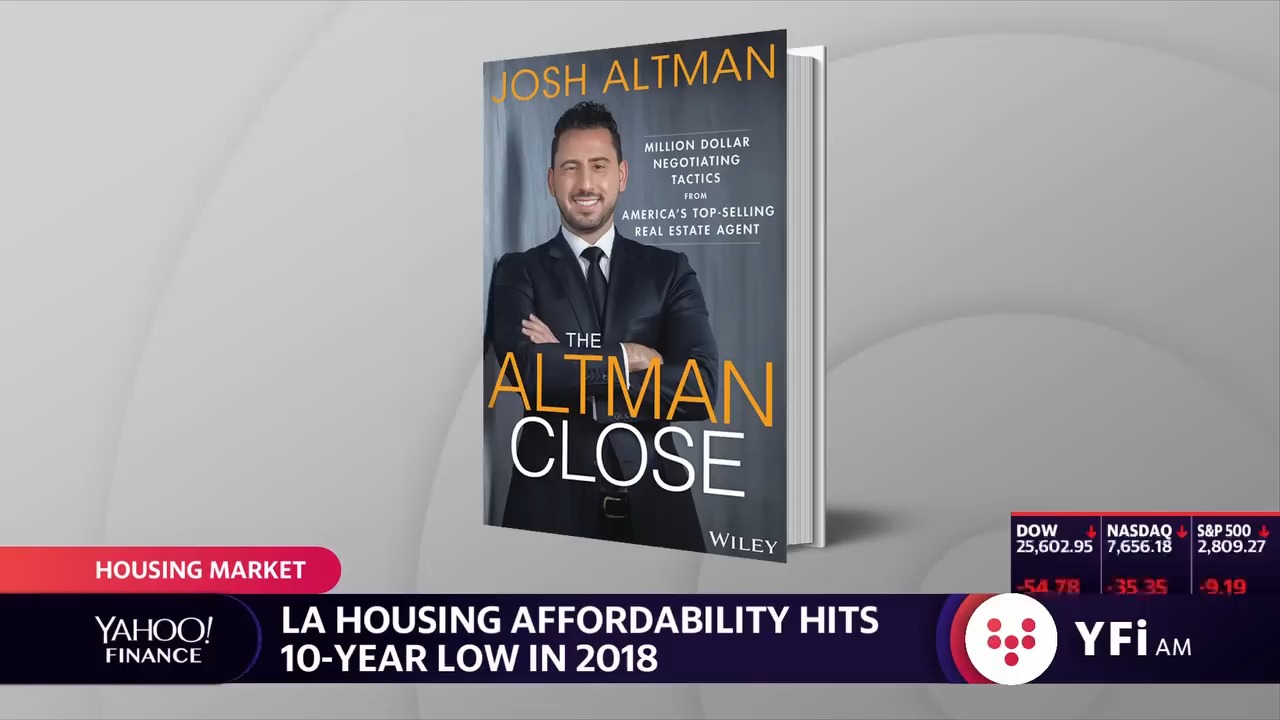 JOSH ALTMAN
MILLION DOLLAR
NEGOTIATING
TACTICS
FROM
AMERICA'S TOP-SELLING
REAL ESTATE AGENT
THE
ALTMAN
CLOSE
WILEY
DOW
25,602.95
-54.78
NASDAQ
7,656.18
-35.35
S&P 500
2,809.27
-9.19
HOUSING MARKET
YAHOO!
FINANCE
LA HOUSING AFFORDABILITY HITS
10-YEAR LOW IN 2018
YFi AM